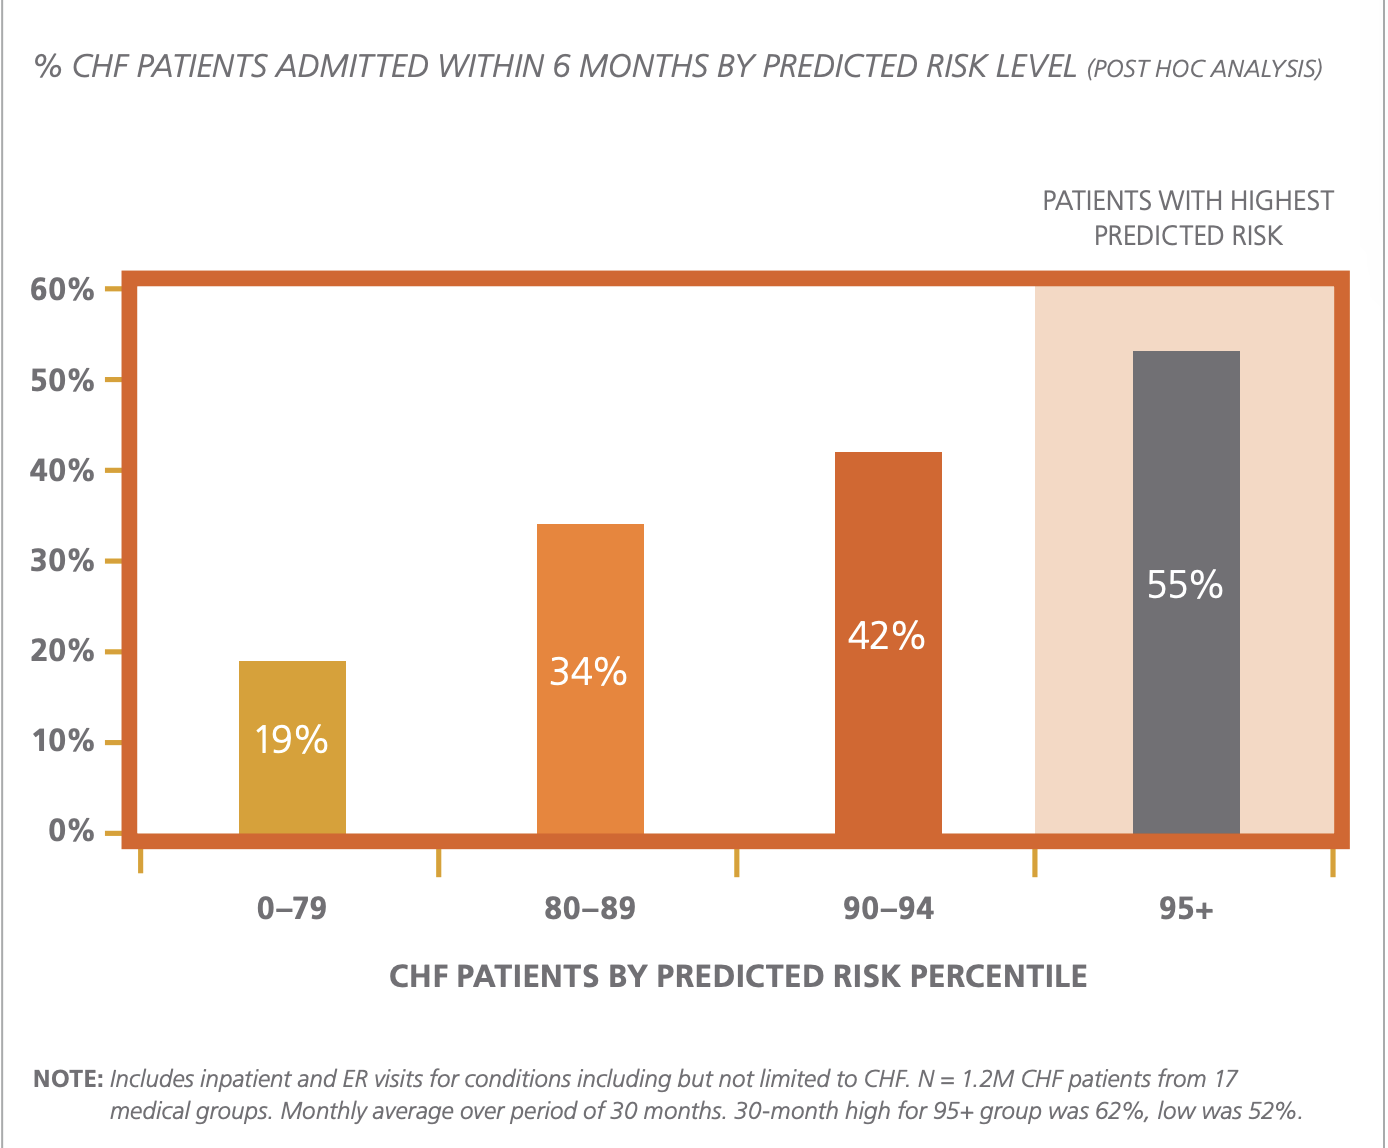 % CHF PATIENTS ADMITTED WITHIN 6 MONTHS BY PREDICTED RISK LEVEL (POST HOC ANALYSIS)
PATIENTS WITH HIGHEST
PREDICTED RISK
60%
50%
40%
30%
20%
10%
0%
19%
34%
42%
55%
0–79
80–89
90–94
95+
CHF PATIENTS BY PREDICTED RISK PERCENTILE
NOTE: Includes inpatient and ER visits for conditions including but not limited to CHF. N = 1.2M CHF patients from 17
medical groups. Monthly average over period of 30 months. 30-month high for 95+ group was 62%, low was 52%.